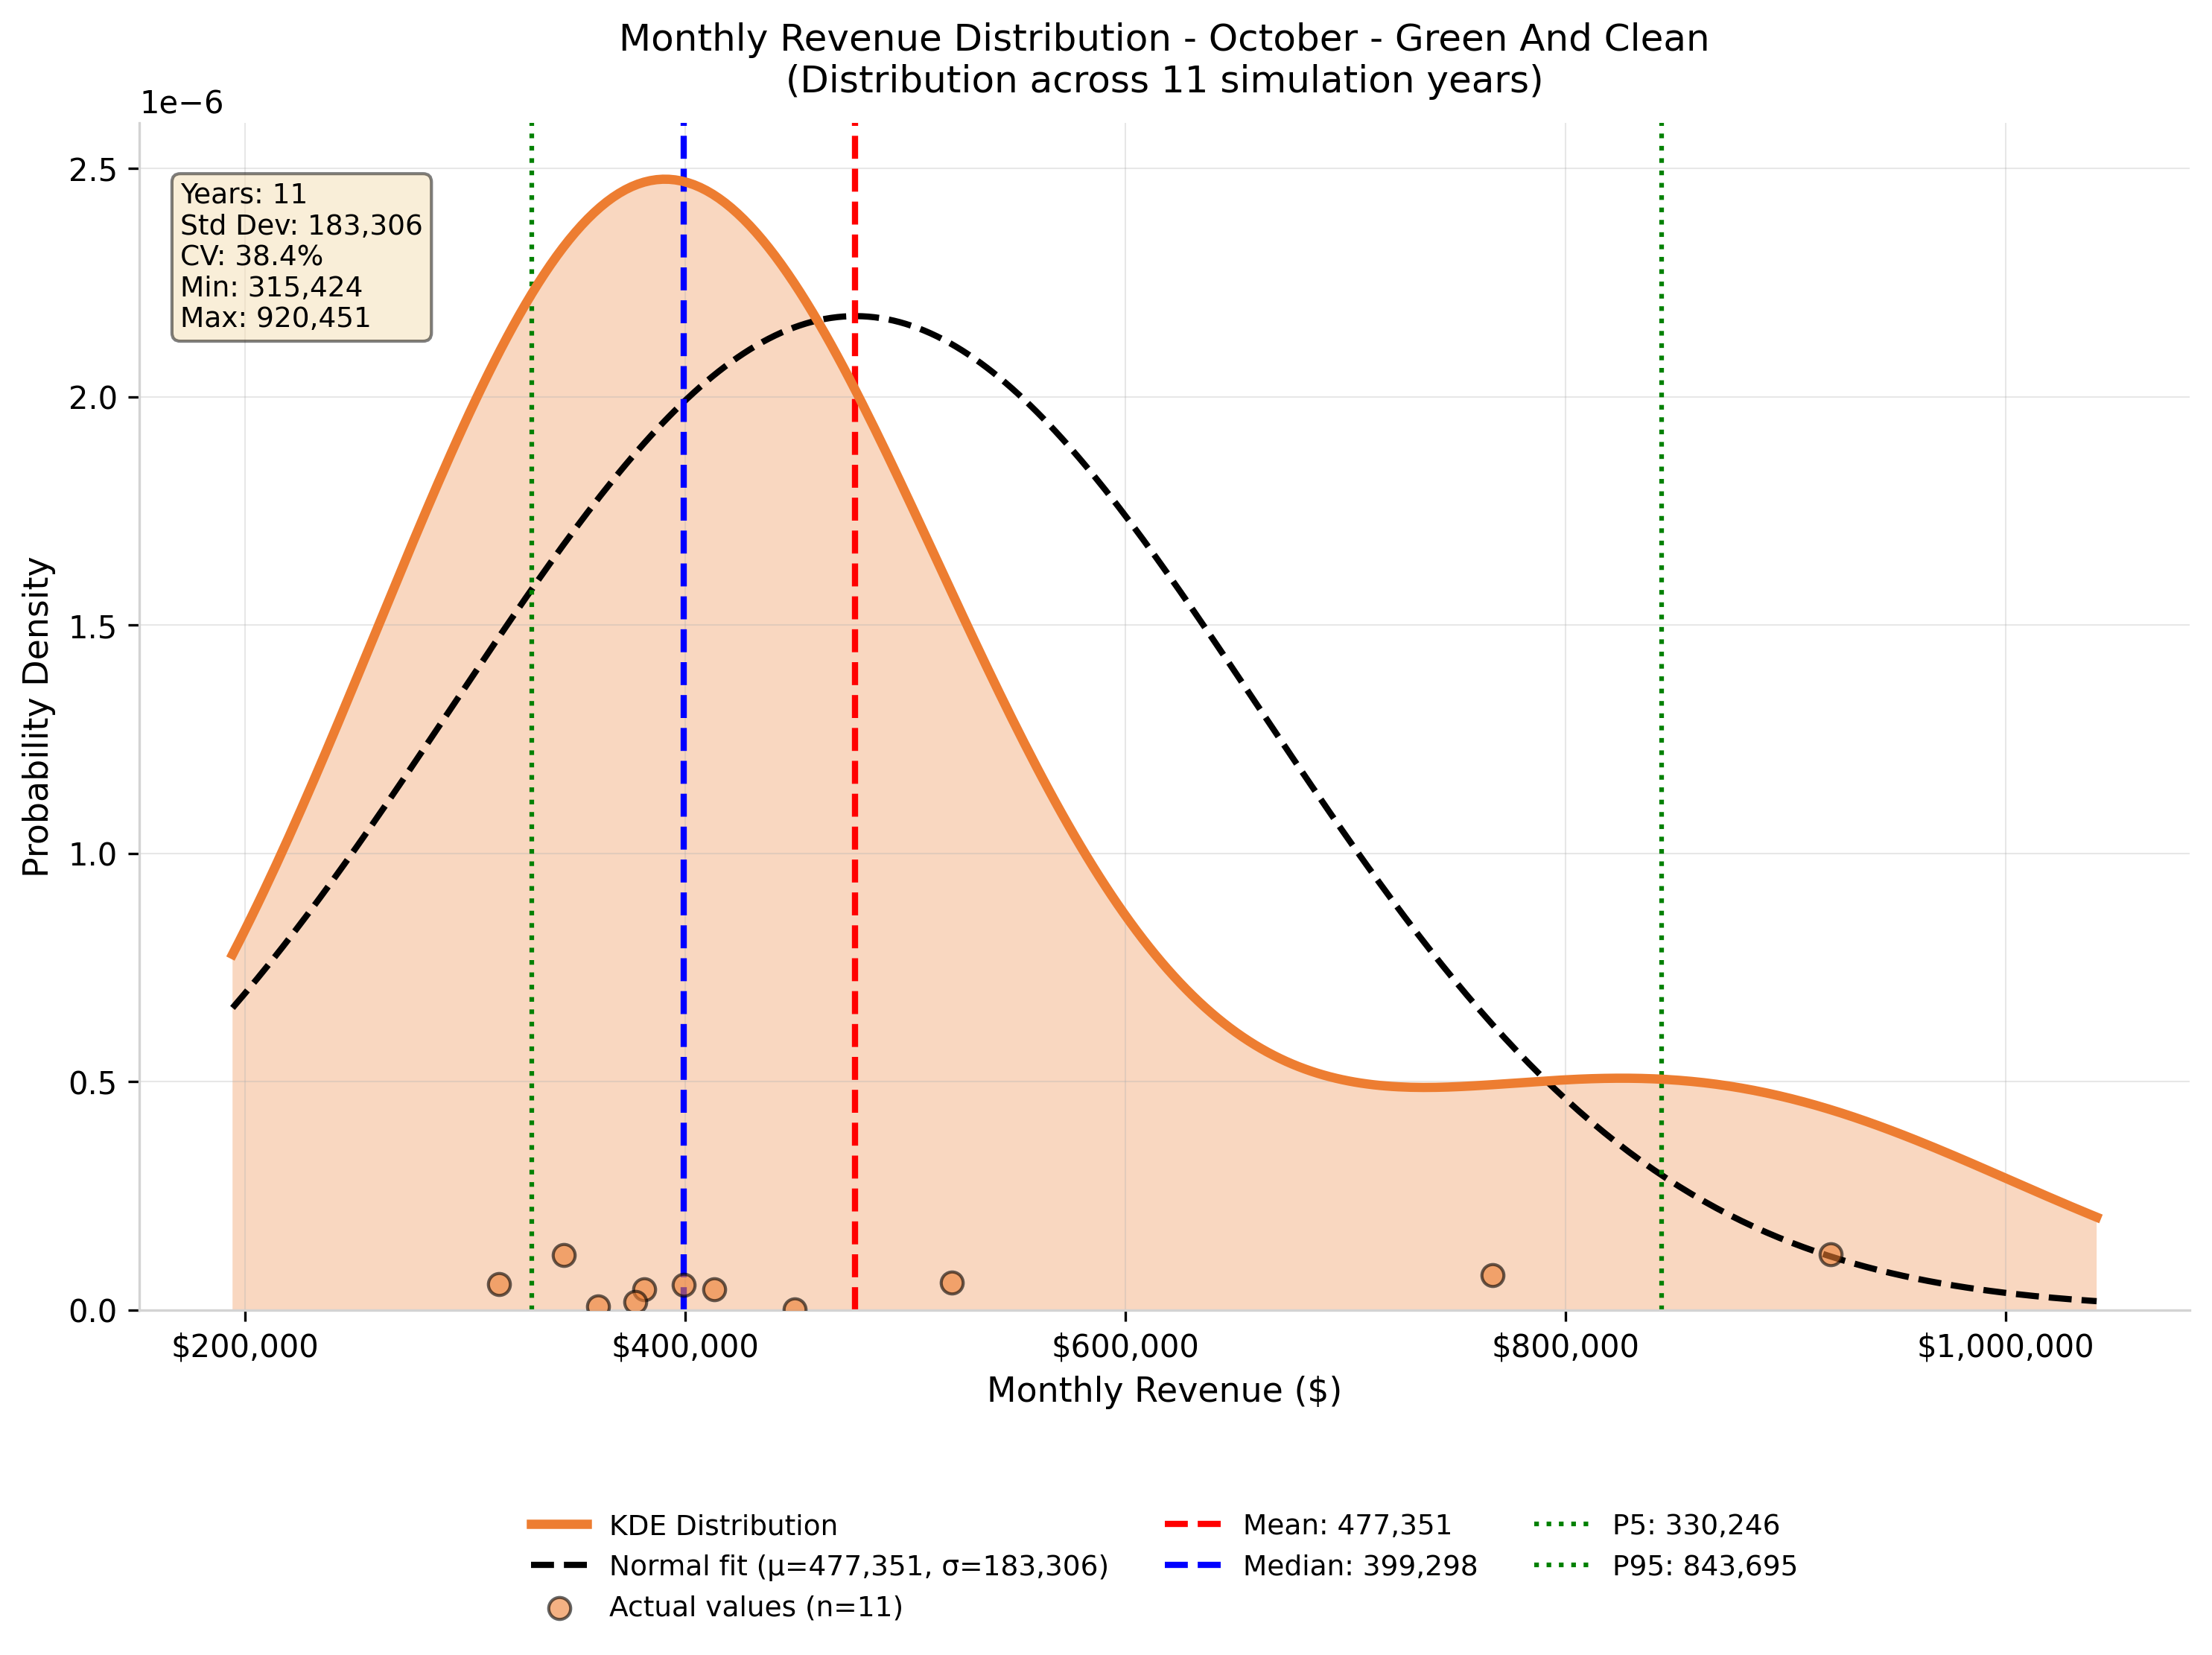 Monthly Revenue Distribution - October - Green And Clean
(Distribution across 11 simulation years)
1e−6
2.5
2.0
1.5
1.0
0.5
0.0
Probability Density
Years: 11
Std Dev: 183,306
CV: 38.4%
Min: 315,424
Max: 920,451
$200,000
$400,000
$600,000
$800,000
$1,000,000
Monthly Revenue ($)
KDE Distribution
Normal fit (μ=477,351, σ=183,306)
Actual values (n=11)
Mean: 477,351
Median: 399,298
P5: 330,246
P95: 843,695